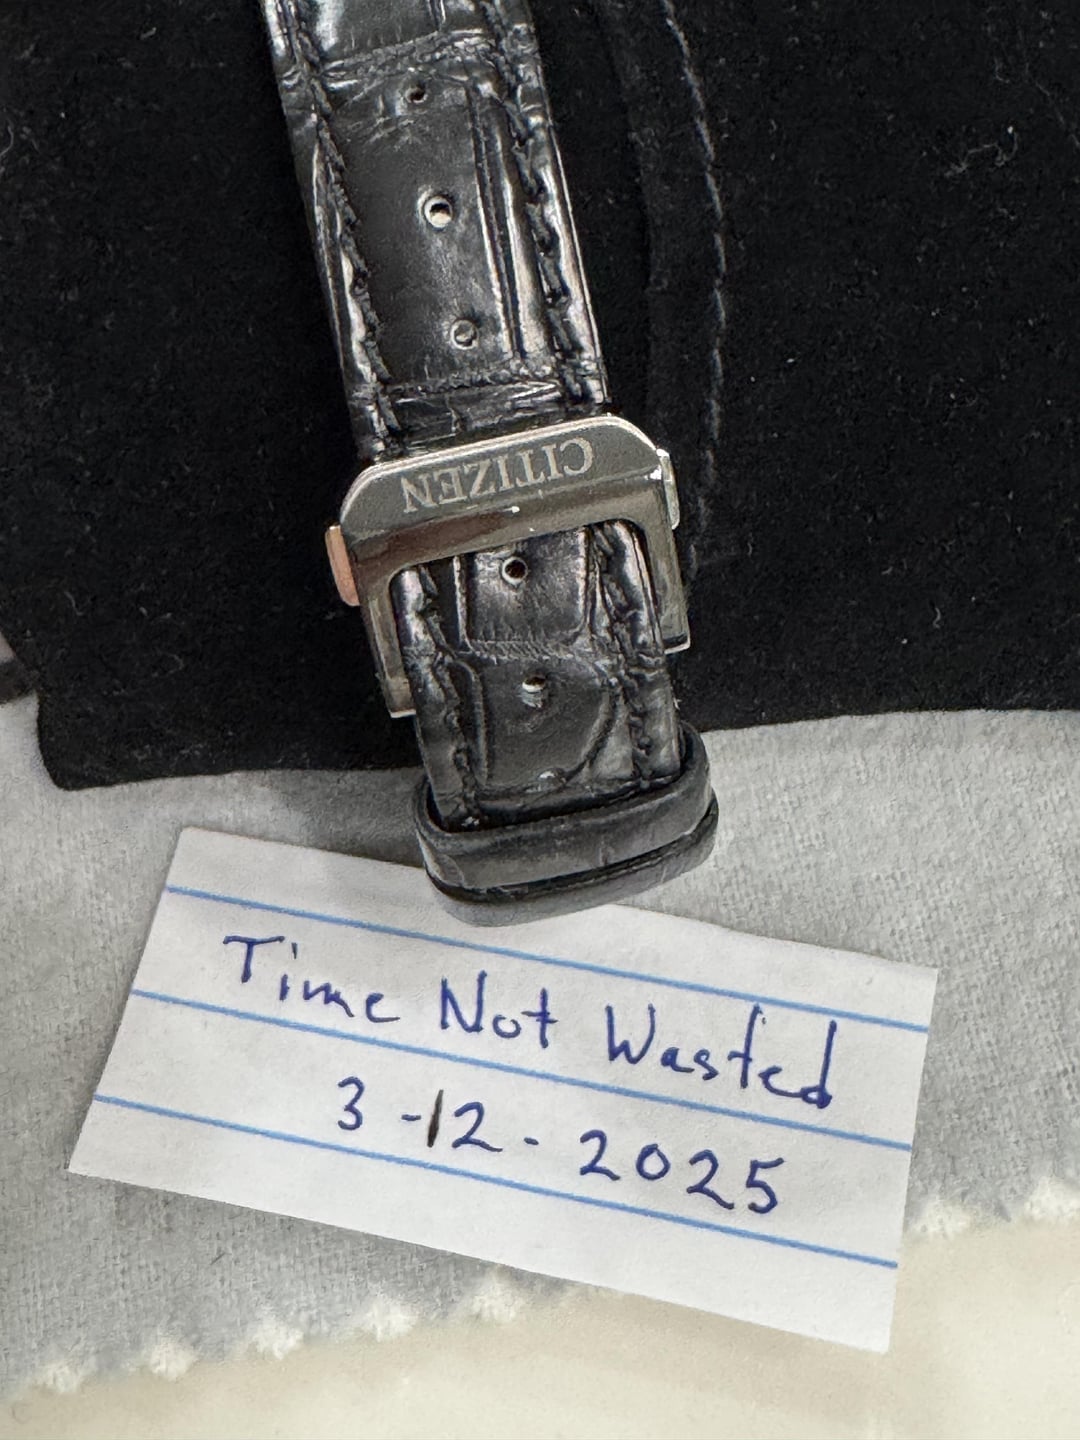 CITIZEN
Time Not Wasted
3-12-2025